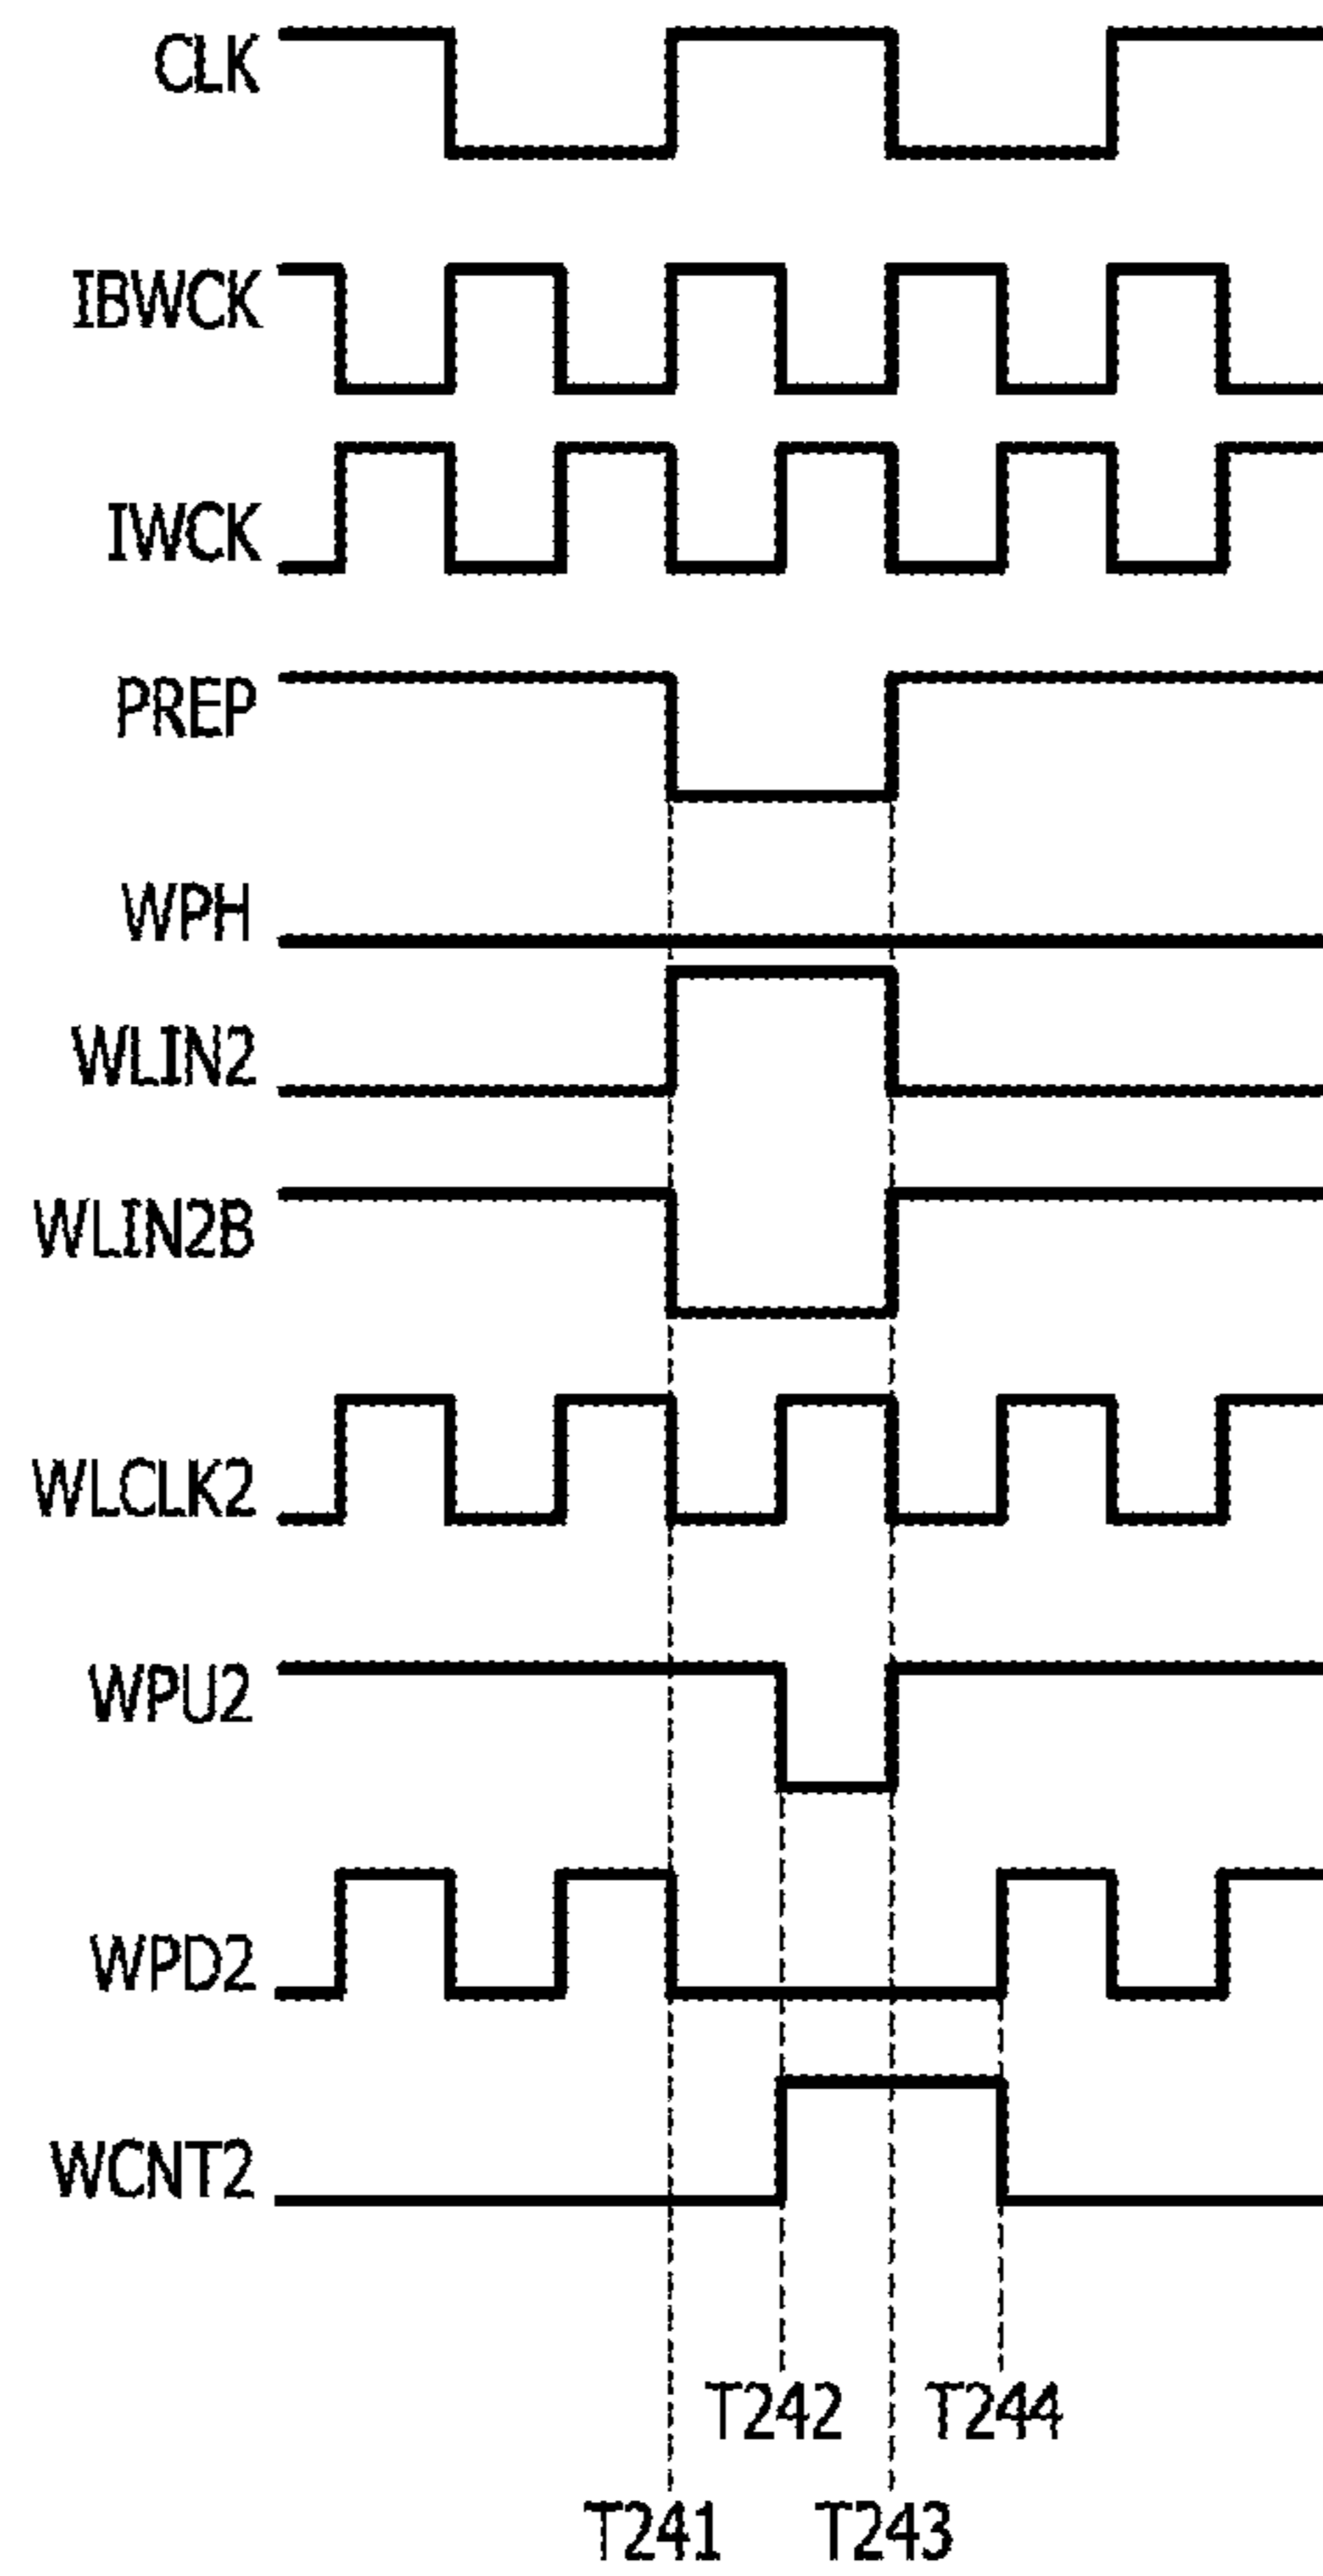 CLK
IBWCK
IWCK
PREP
WPH
WLIN2
WLIN2B
WLCLK2
WPU2
WPD2
WCNT2
T242 T244
T241 T243